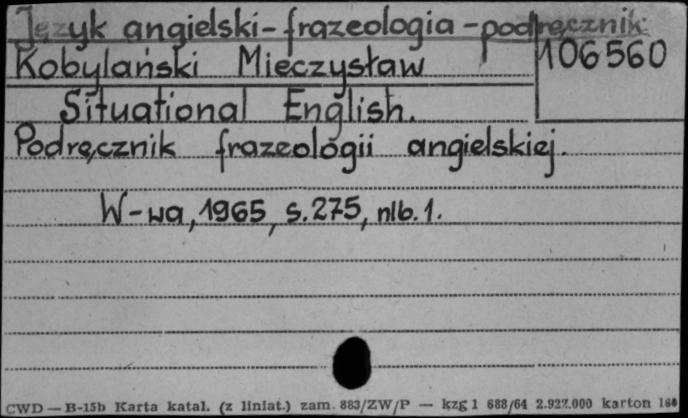 Język angielski - frazeologia - podręcznik
Kobylański Mieczysław 106560
Situational English.
Podręcznik frazeologii angielskiej.
W-wa, 1965, s. 275, nlb. 1.
CWD — B-15b Karta katal. (z liniat.) zam. 883/ZW/P — kzg 1 688/64 2.927.000 karton